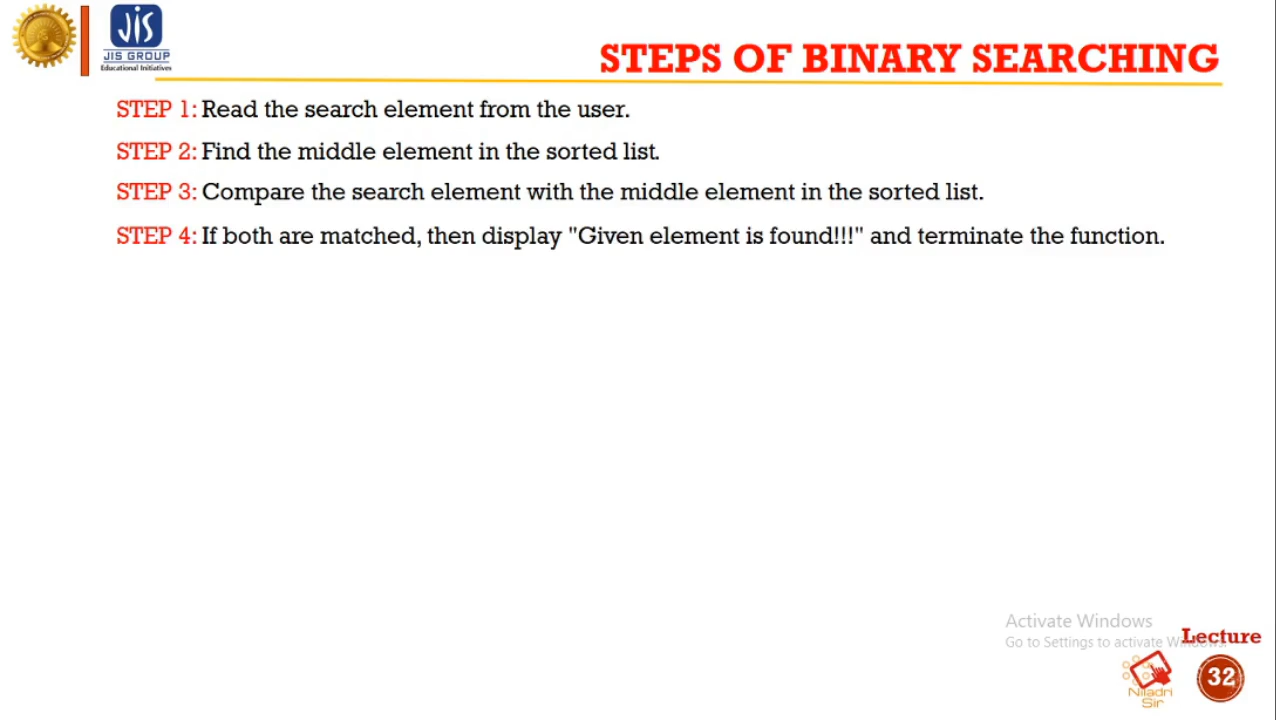 JIS
JIS GROUP
Educational Initiatives
STEPS OF BINARY SEARCHING
STEP 1: Read the search element from the user.
STEP 2: Find the middle element in the sorted list.
STEP 3: Compare the search element with the middle element in the sorted list.
STEP 4: If both are matched, then display "Given element is found!!!" and terminate the function.
Activate Windows
Go to Settings to activate Windows.
Lecture
32
Niladri
Sir